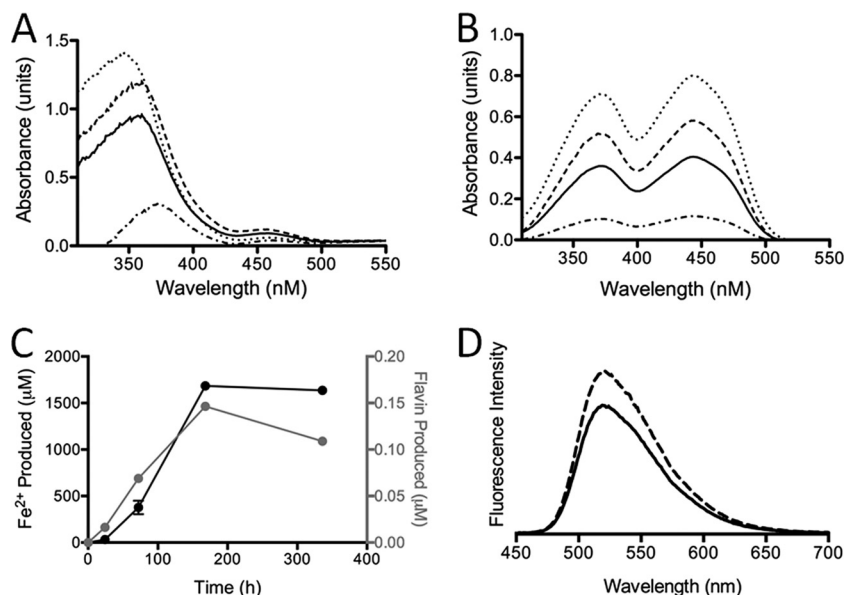 A
Absorbance (units)
1.5
1.0
0.5
0.0
350 400 450 500 550
Wavelength (nM)
B
Absorbance (units)
1.0
0.8
0.6
0.4
0.2
0.0
350 400 450 500 550
Wavelength (nM)
C
Fe2+ Produced (μM)
2000
1500
1000
500
0
0 100 200 300 400
Time (h)
0.20
0.15
0.10
0.05
0.00
Flavin Produced (μM)
D
Fluorescence Intensity
450 500 550 600 650 700
Wavelength (nm)